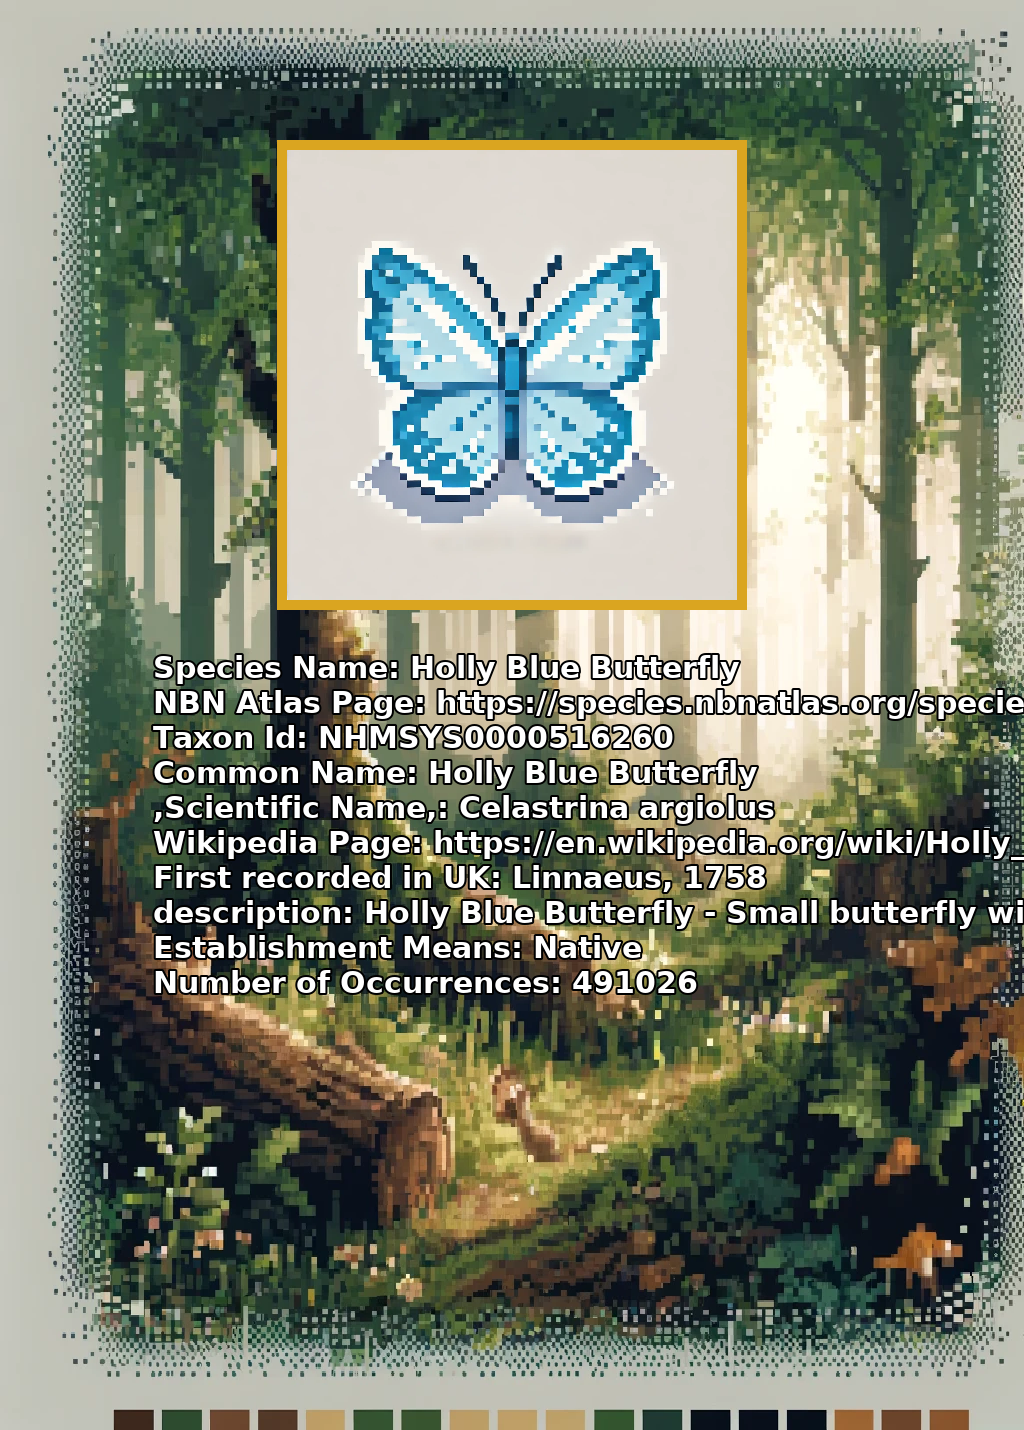 Species Name: Holly Blue Butterfly
NBN Atlas Page: https://species.nbnatlas.org/specie
Taxon Id: NHMSYS0000516260
Common Name: Holly Blue Butterfly
,Scientific Name,: Celastrina argiolus
Wikipedia Page: https://en.wikipedia.org/wiki/Holly_
First recorded in UK: Linnaeus, 1758
description: Holly Blue Butterfly - Small butterfly wi
Establishment Means: Native
Number of Occurrences: 491026